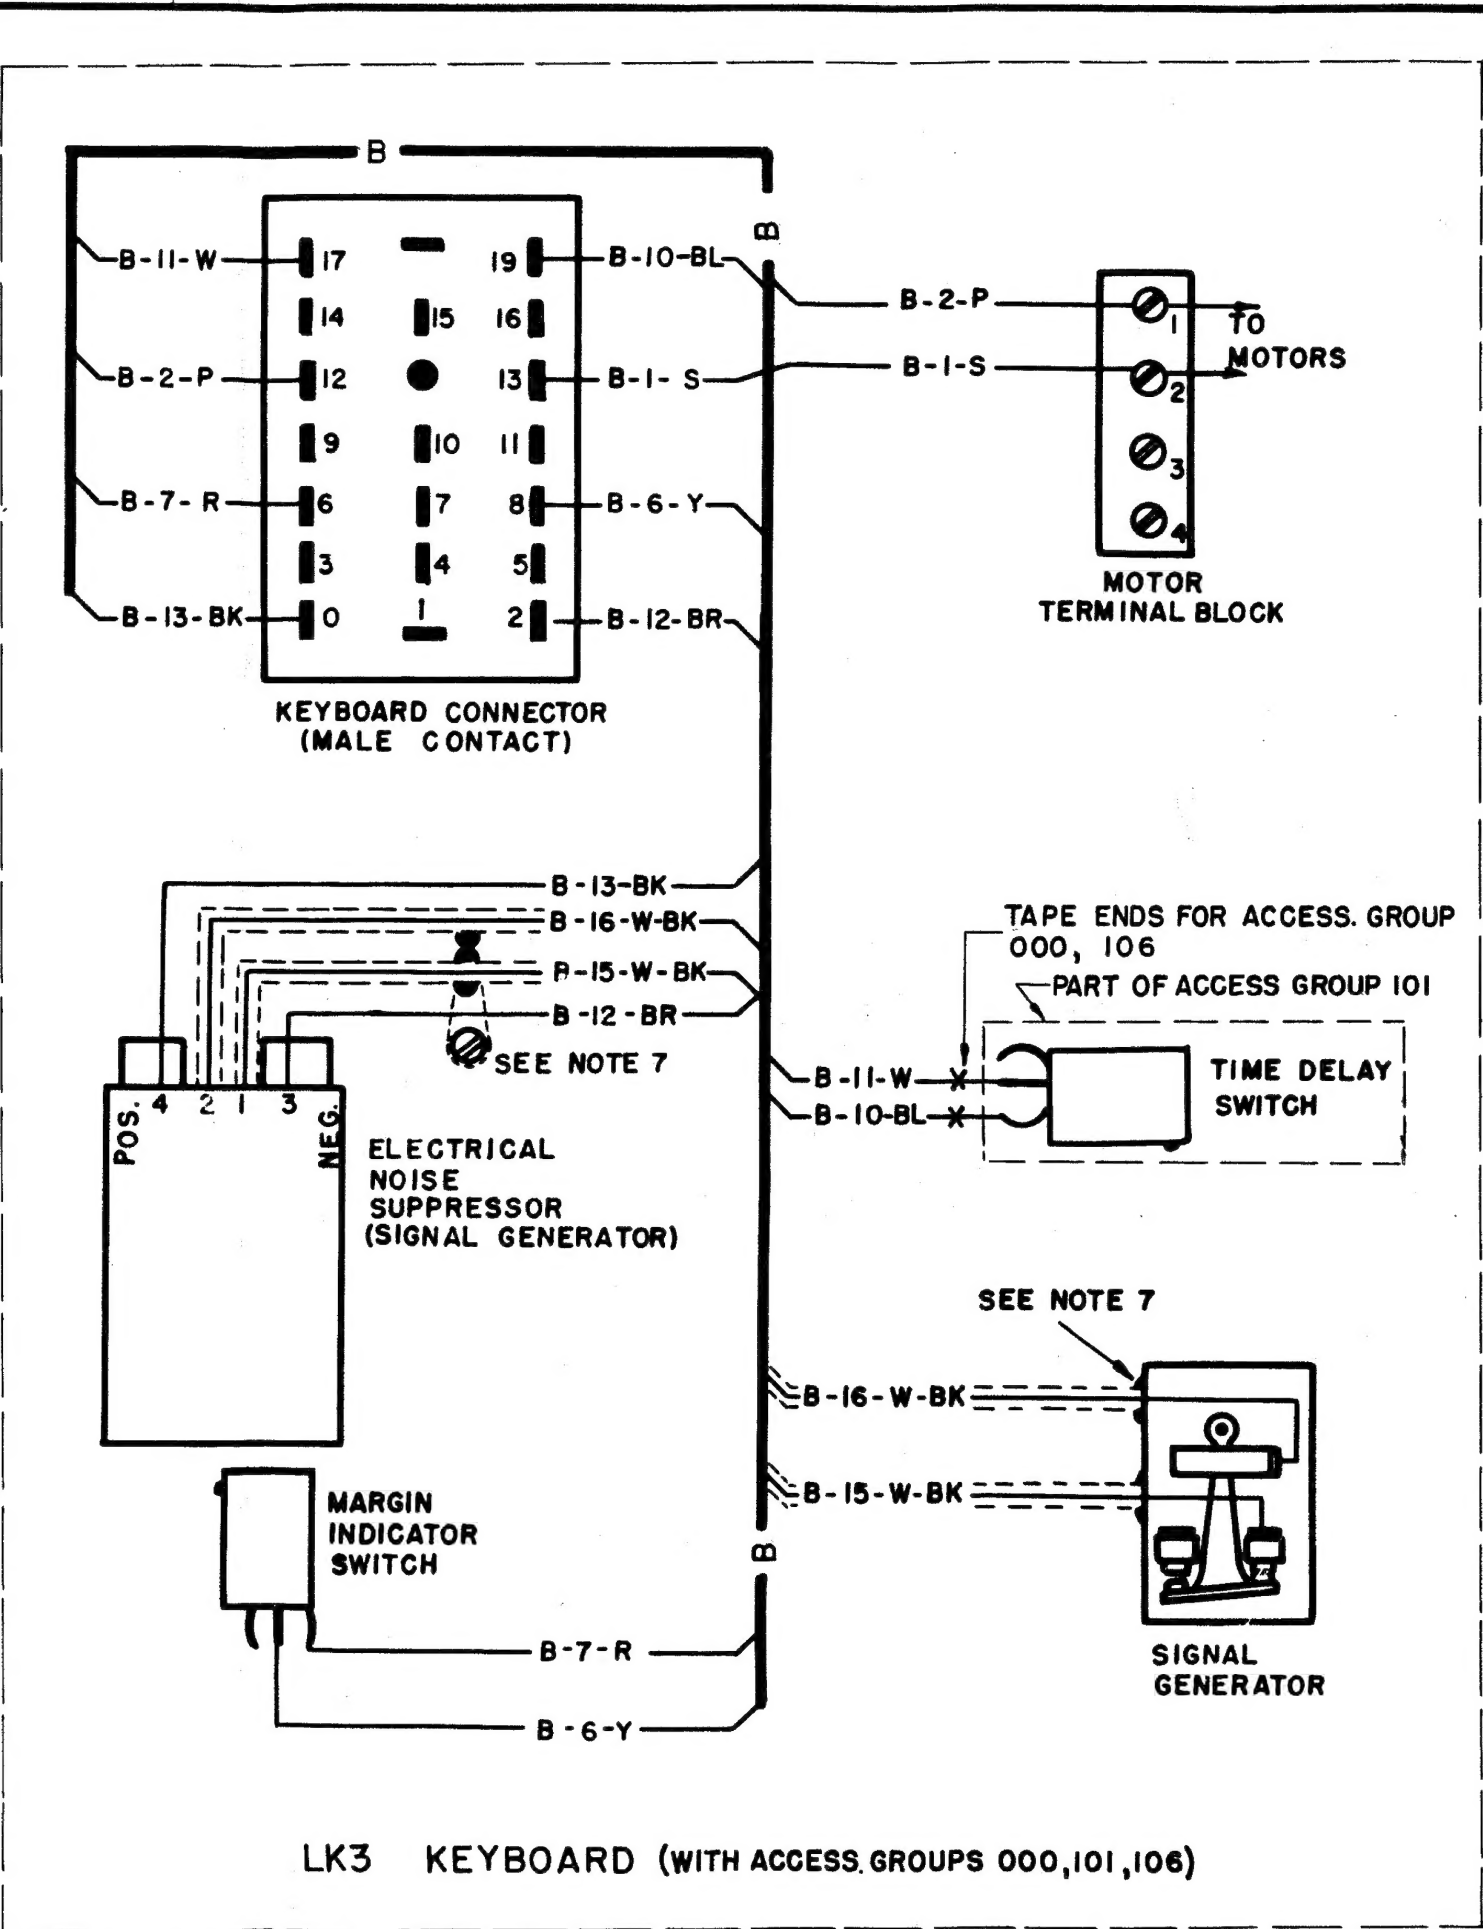 B
B
B-11-W
17
19
B-10-BL
14
15
16
B-2-P
1
TO
MOTORS
B-2-P
12
13
B-1-S
B-1-S
2
9
10
11
3
B-7-R
6
7
8
B-6-Y
4
3
4
5
B-13-BK
0
1
2
B-12-BR
MOTOR
TERMINAL BLOCK
KEYBOARD CONNECTOR
(MALE CONTACT)
B-13-BK
B-16-W-BK
B-15-W-BK
B-12-BR
SEE NOTE 7
TAPE ENDS FOR ACCESS. GROUP
000, 106
PART OF ACCESS GROUP 101
B-11-W
B-10-BL
TIME DELAY
SWITCH
POS.
4
2
1
3
NEG.
ELECTRICAL
NOISE
SUPPRESSOR
(SIGNAL GENERATOR)
SEE NOTE 7
B-16-W-BK
B-15-W-BK
B
MARGIN
INDICATOR
SWITCH
B-7-R
B-6-Y
SIGNAL
GENERATOR
LK3 KEYBOARD (WITH ACCESS. GROUPS 000,101,106)